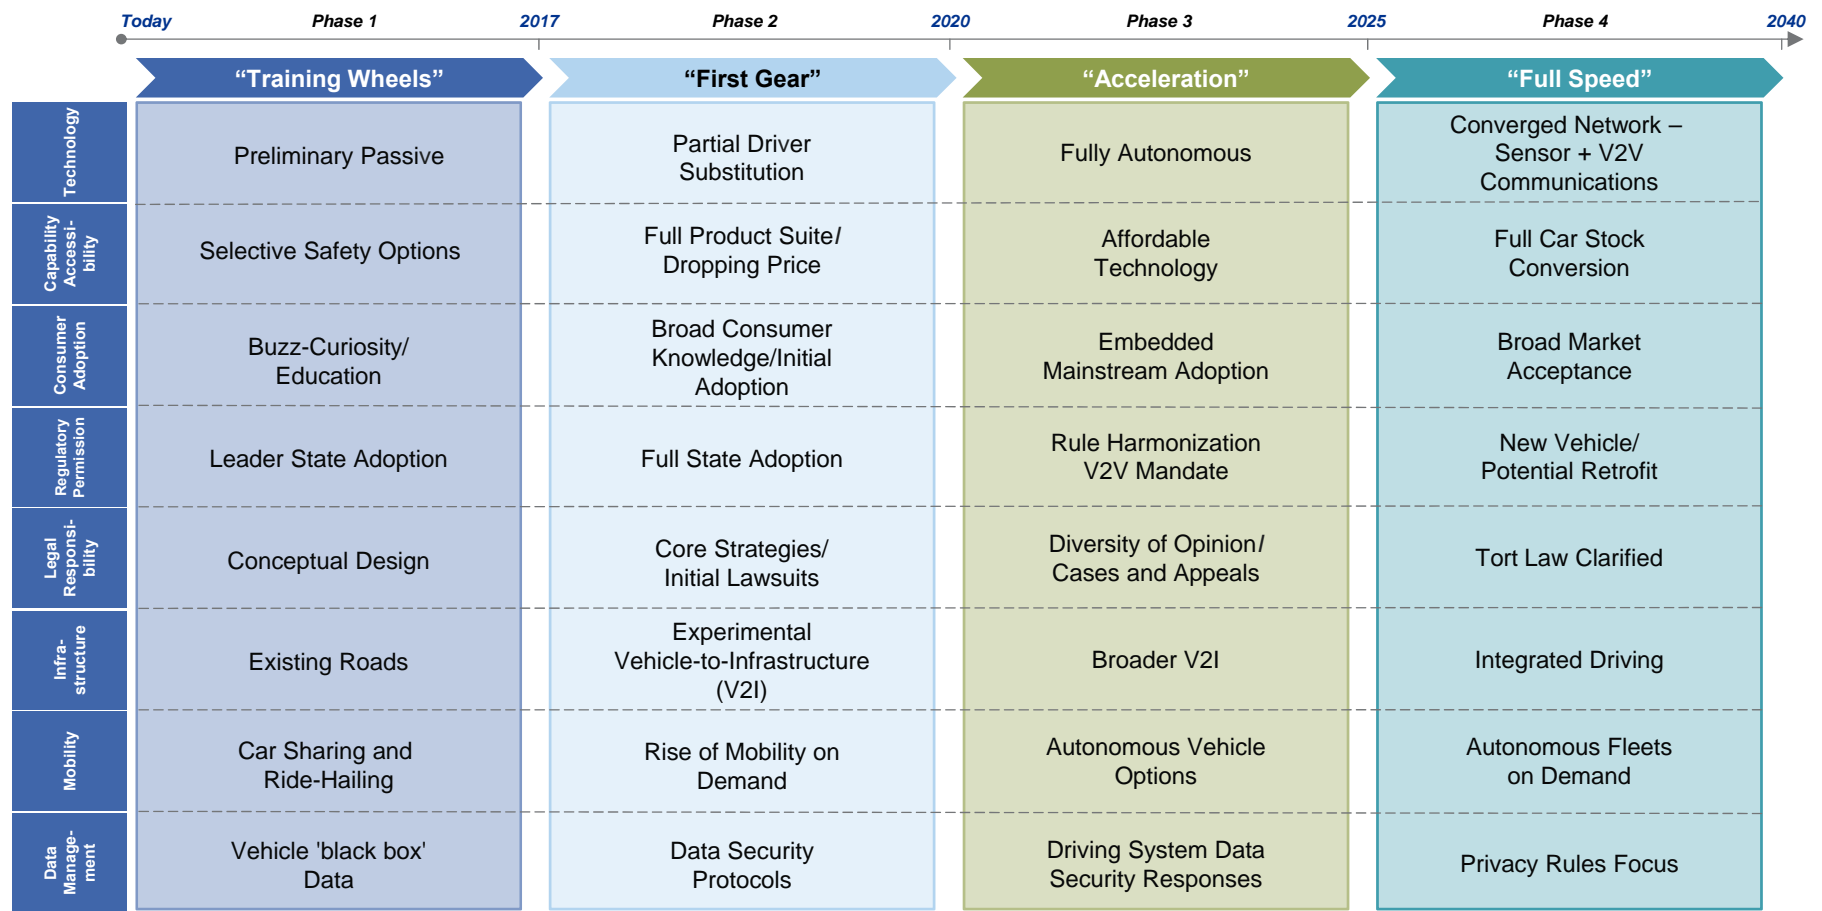 Today Phase 1 2017 Phase 2 2020 Phase 3 2025 Phase 4 2040
“Training Wheels” “First Gear” “Acceleration” “Full Speed”
Technology
Preliminary Passive
Partial Driver
Substitution
Fully Autonomous
Converged Network –
Sensor + V2V
Communications
Capability
Accessi-
bility
Selective Safety Options
Full Product Suite/
Dropping Price
Affordable
Technology
Full Car Stock
Conversion
Consumer
Adoption
Buzz-Curiosity/
Education
Broad Consumer
Knowledge/Initial
Adoption
Embedded
Mainstream Adoption
Broad Market
Acceptance
Regulatory
Permission
Leader State Adoption
Full State Adoption
Rule Harmonization
V2V Mandate
New Vehicle/
Potential Retrofit
Legal
Responsi-
bility
Conceptual Design
Core Strategies/
Initial Lawsuits
Diversity of Opinion/
Cases and Appeals
Tort Law Clarified
Infra-
structure
Existing Roads
Experimental
Vehicle-to-Infrastructure
(V2I)
Broader V2I
Integrated Driving
Mobility
Car Sharing and
Ride-Hailing
Rise of Mobility on
Demand
Autonomous Vehicle
Options
Autonomous Fleets
on Demand
Data
Manage-
ment
Vehicle 'black box'
Data
Data Security
Protocols
Driving System Data
Security Responses
Privacy Rules Focus